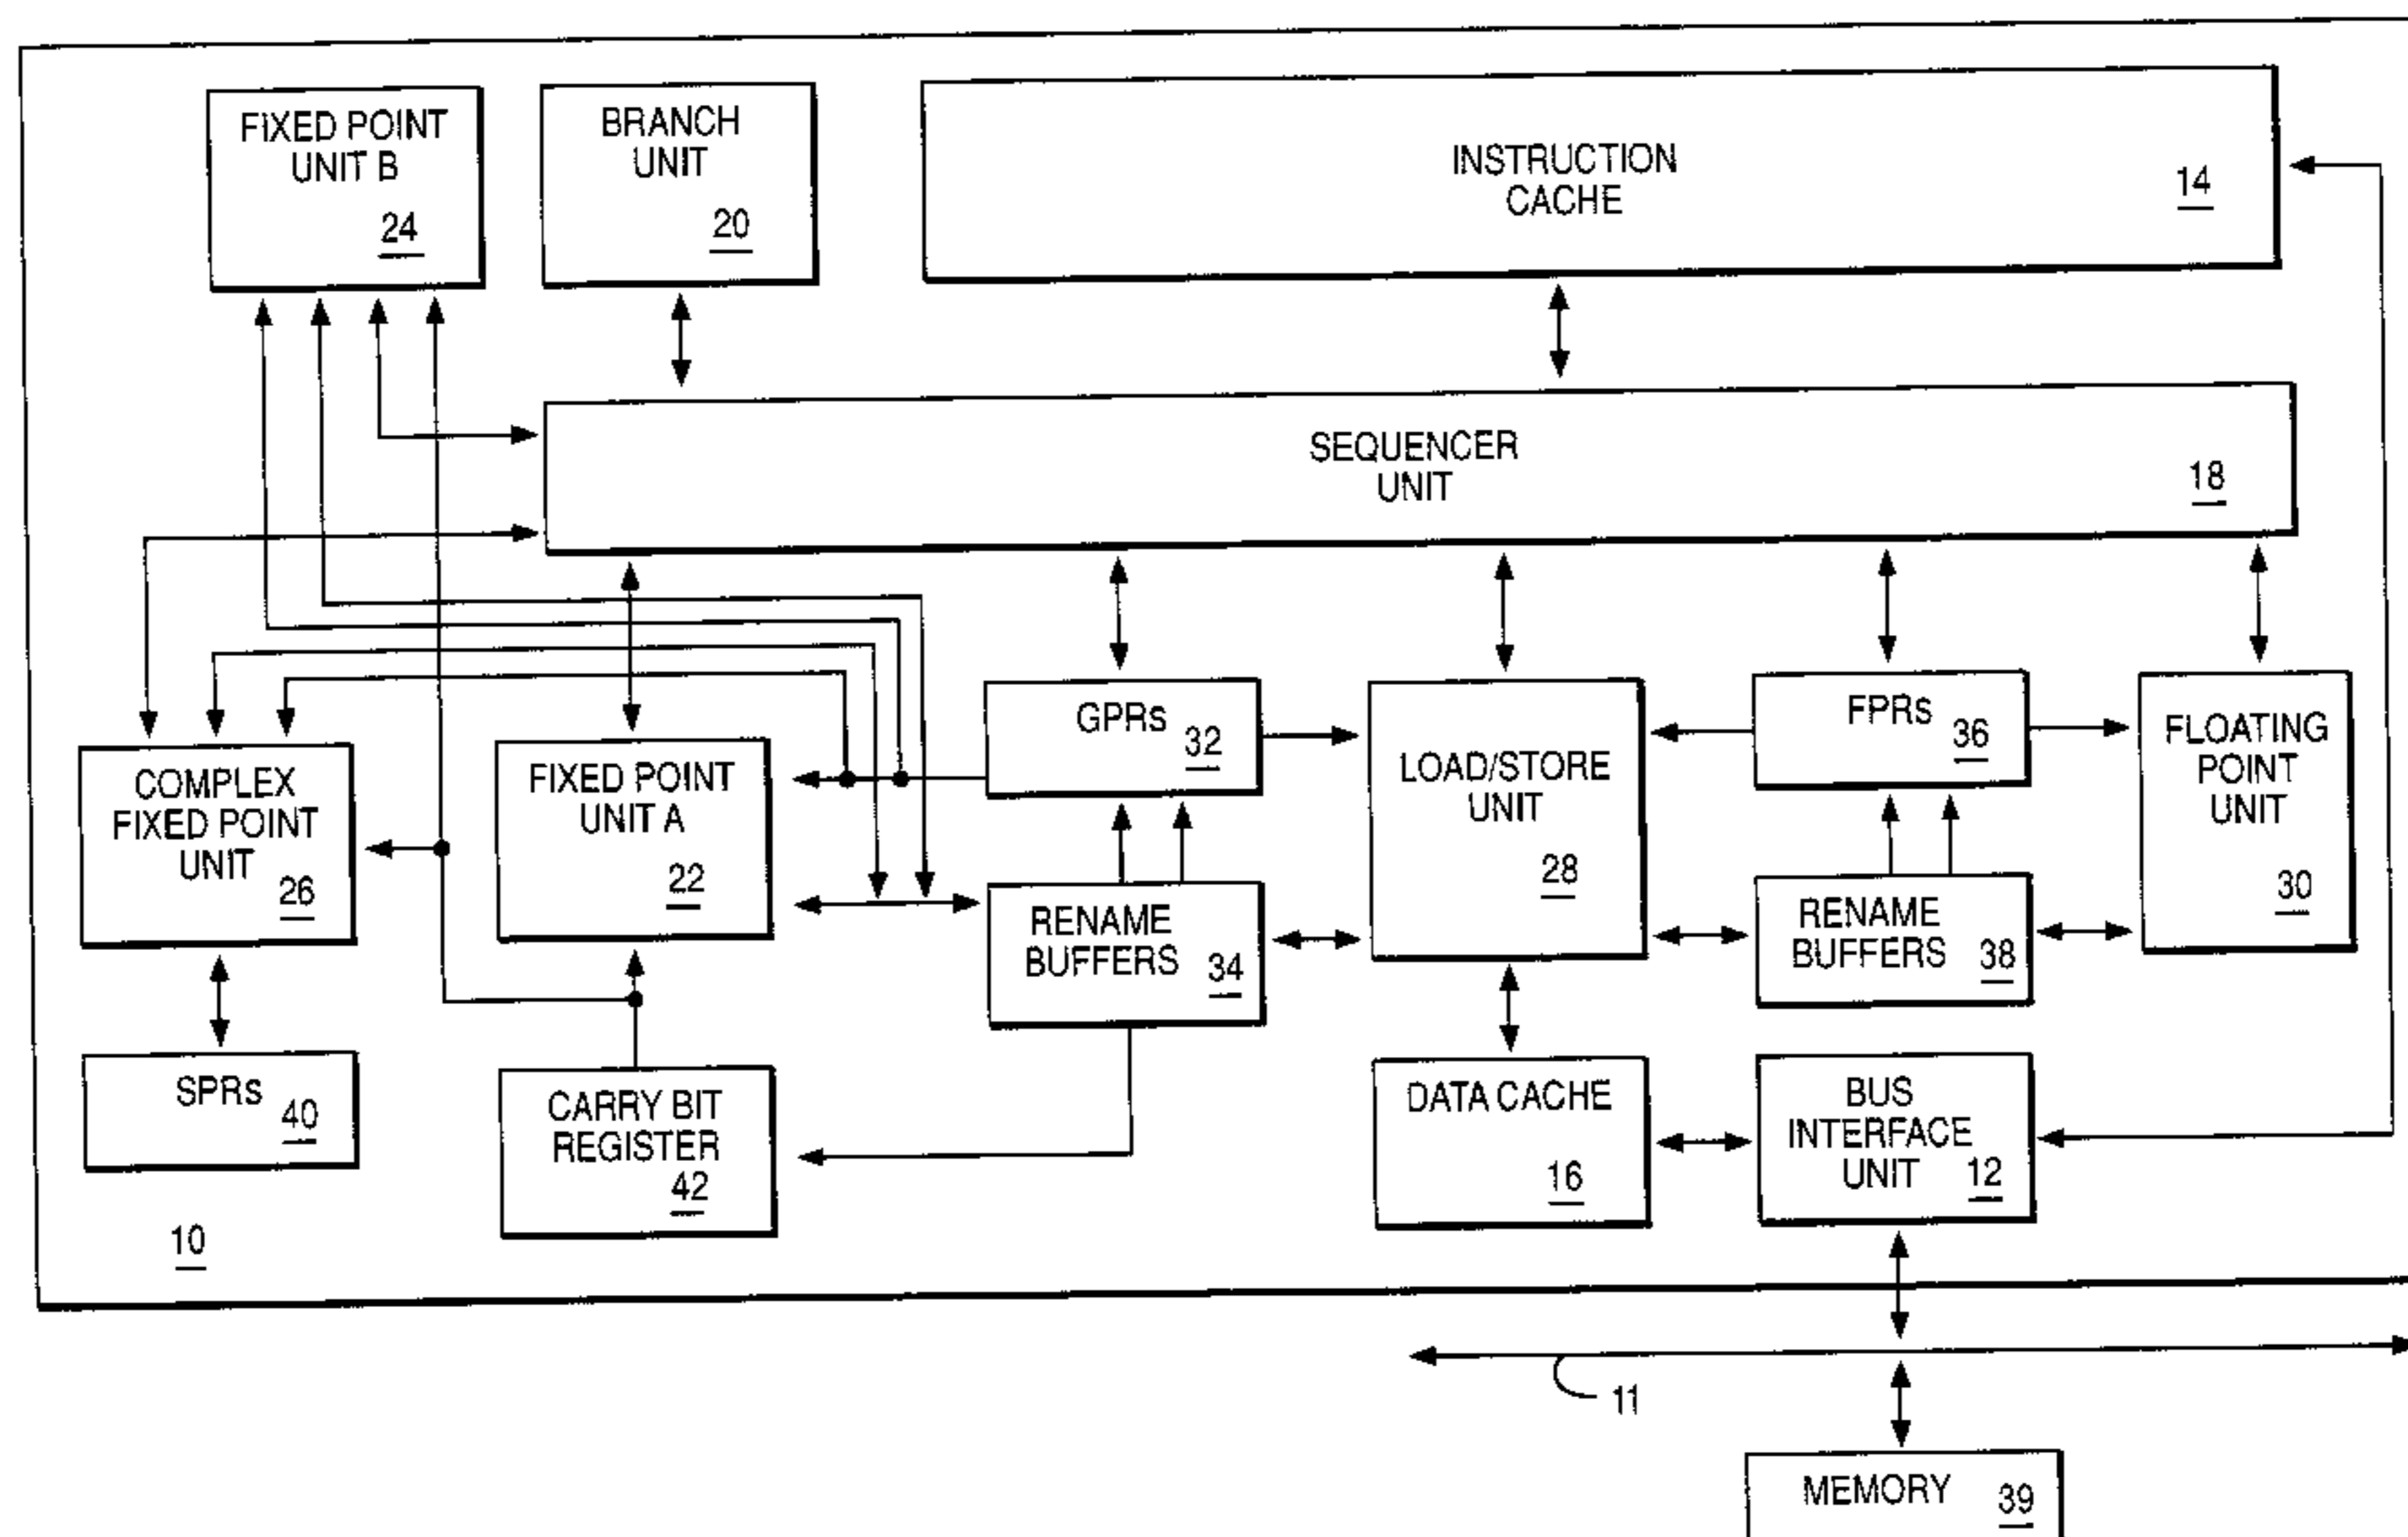 FIXED POINT
UNIT B
24
BRANCH
UNIT
20
INSTRUCTION
CACHE
14
SEQUENCER
UNIT
18
COMPLEX
FIXED POINT
UNIT
26
FIXED POINT
UNIT A
22
GPRs
32
LOAD/STORE
UNIT
28
FPRs
36
FLOATING
POINT
UNIT
30
RENAME
BUFFERS
34
RENAME
BUFFERS
38
SPRs
40
CARRY BIT
REGISTER
42
DATA CACHE
16
BUS
INTERFACE
UNIT
12
10
11
MEMORY
39